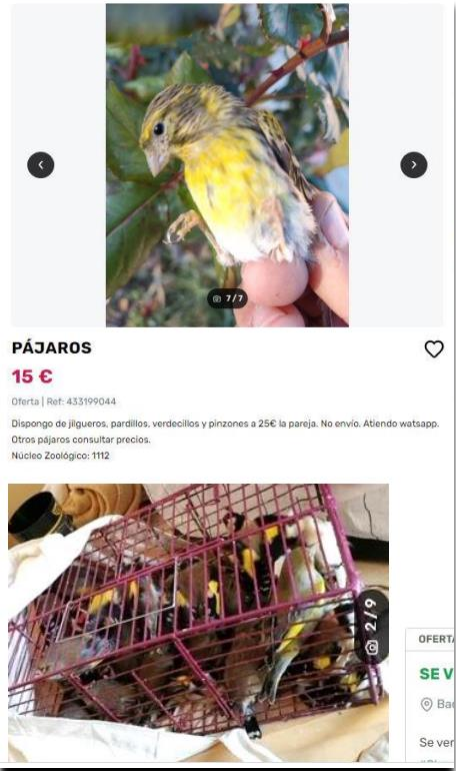 7/7
PÁJAROS
15 €
Oferta | Ref: 433199044
Dispongo de jilgueros, pardillos, verdecillos y pinzones a 25€ la pareja. No envío. Atiendo watsapp.
Otros pájaros consultar precios.
Núcleo Zoológico: 1112
2/9
OFERTA
SE V
Ba
Se ver